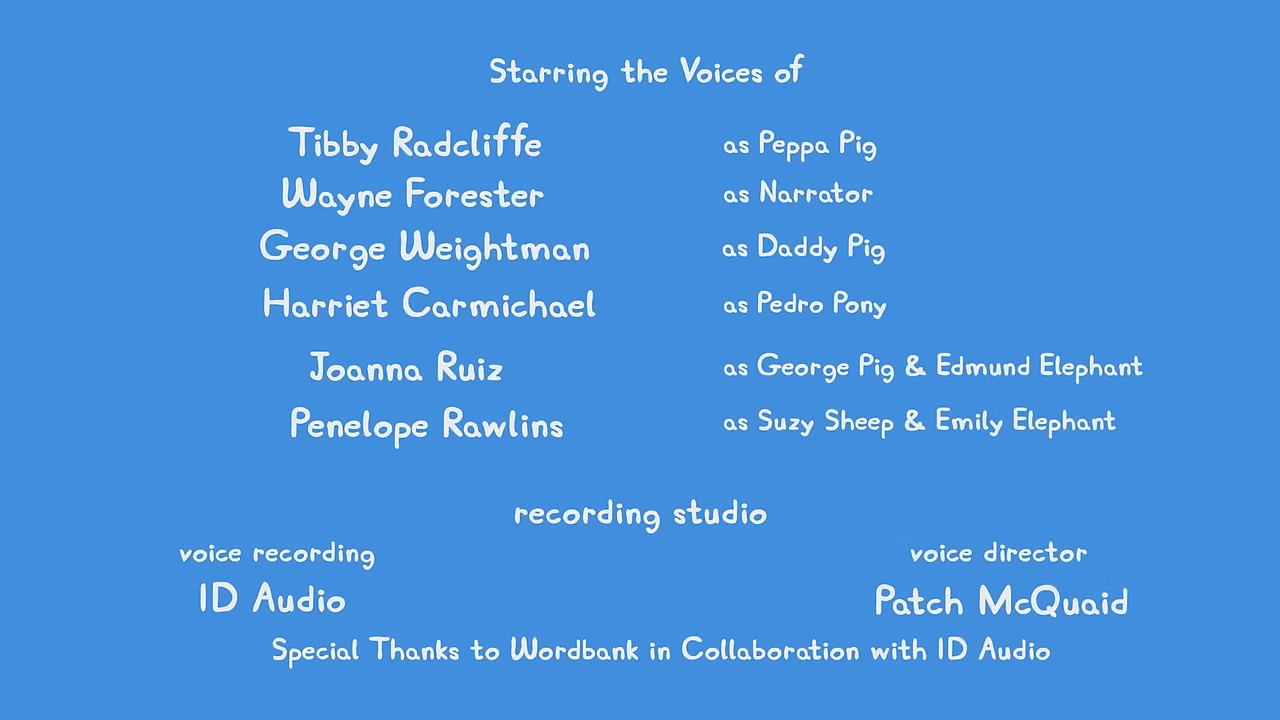 Starring the Voices of
Tibby Radcliffe as Peppa Pig
Wayne Forester as Narrator
George Weightman as Daddy Pig
Harriet Carmichael as Pedro Pony
Joanna Ruiz as George Pig & Edmund Elephant
Penelope Rawlins as Suzy Sheep & Emily Elephant
recording studio
voice recording voice director
ID Audio Patch McQuaid
Special Thanks to Wordbank in Collaboration with ID Audio